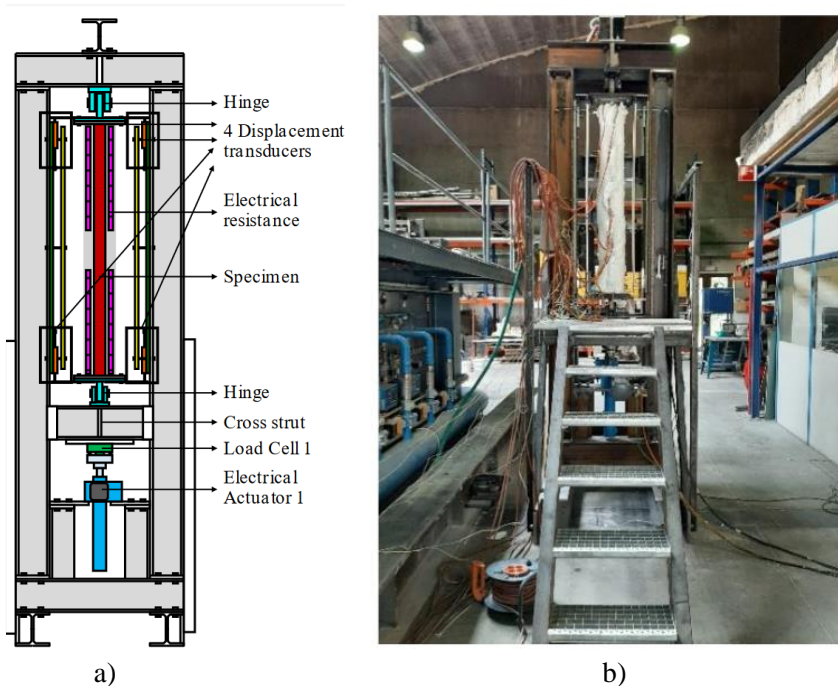 Hinge
4 Displacement
transducers
Electrical
resistance
Specimen
Hinge
Cross strut
Load Cell 1
Electrical
Actuator 1
a)
b)